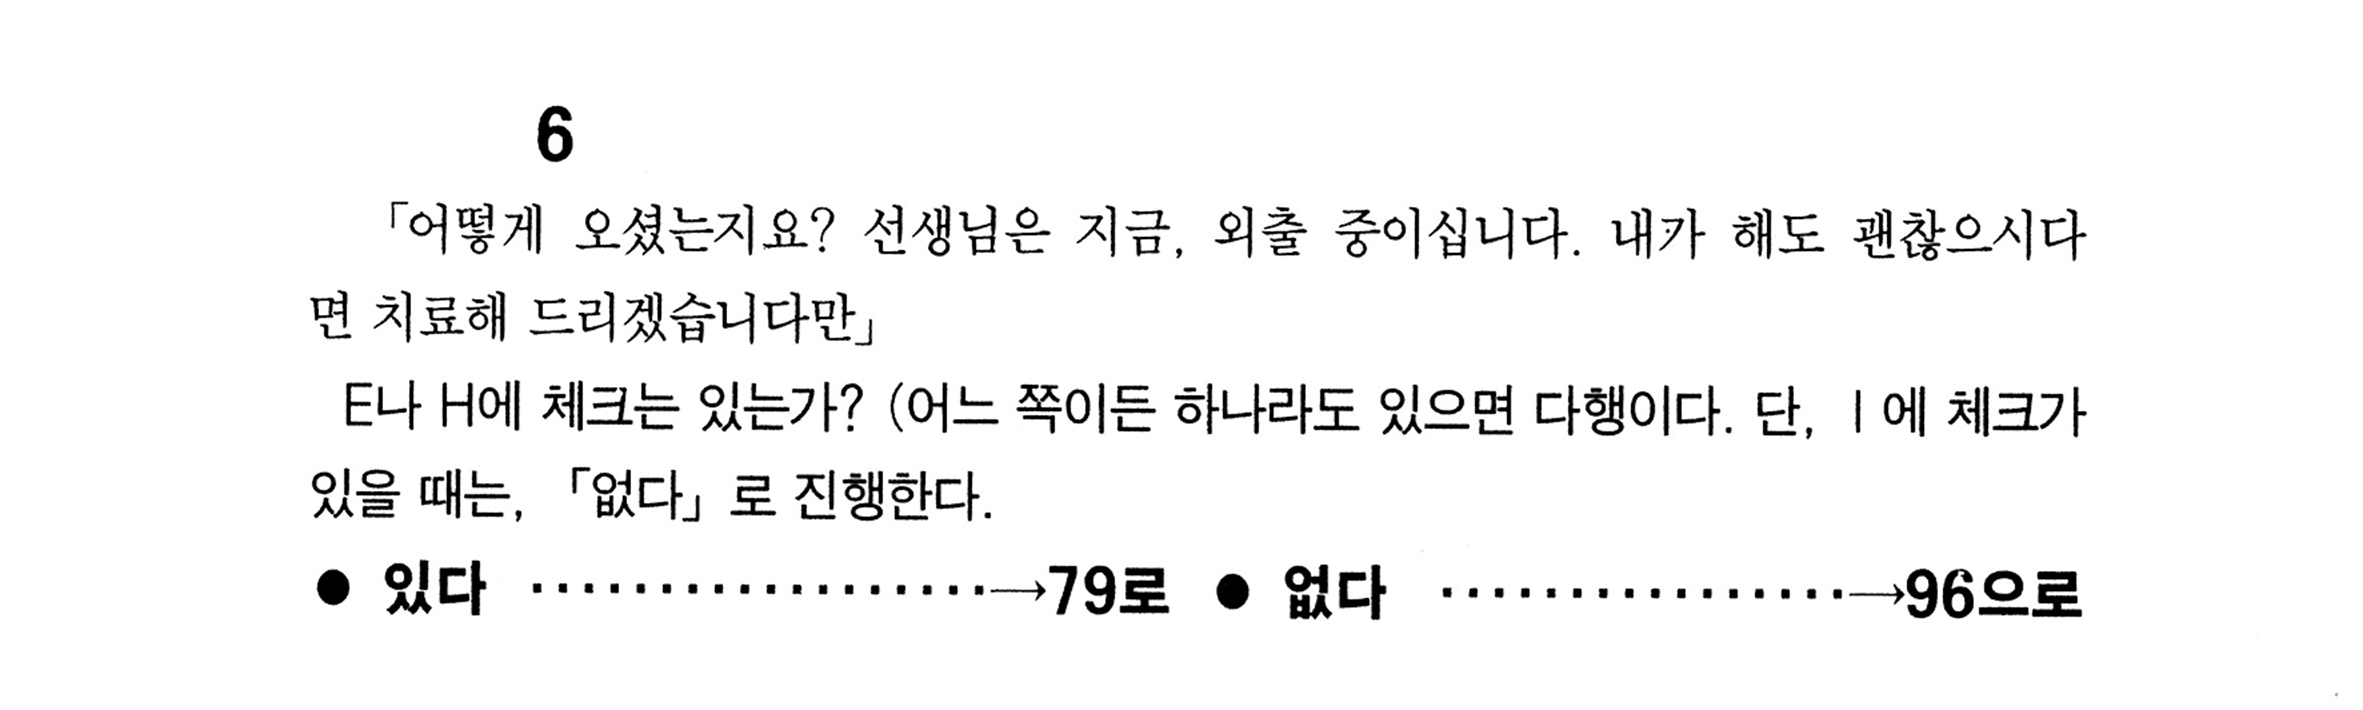 6
「어떻게 오셨는지요? 선생님은 지금, 외출 중이십니다. 내가 해도 괜찮으시다
면 치료해 드리겠습니다만」
E나 H에 체크는 있는가? (어느 쪽이든 하나라도 있으면 다행이다. 단, I에 체크가
있을 때는, 「없다」로 진행한다.
● 있다 ··················→79로 ● 없다 ················→96으로